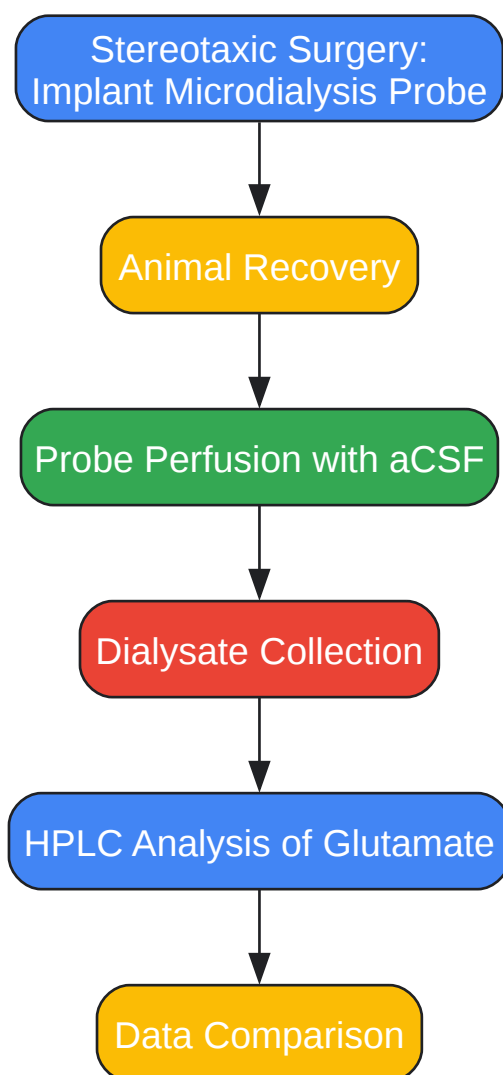 Stereotaxic Surgery:
Implant Microdialysis Probe
Animal Recovery
Probe Perfusion with aCSF
Dialysate Collection
HPLC Analysis of Glutamate
Data Comparison